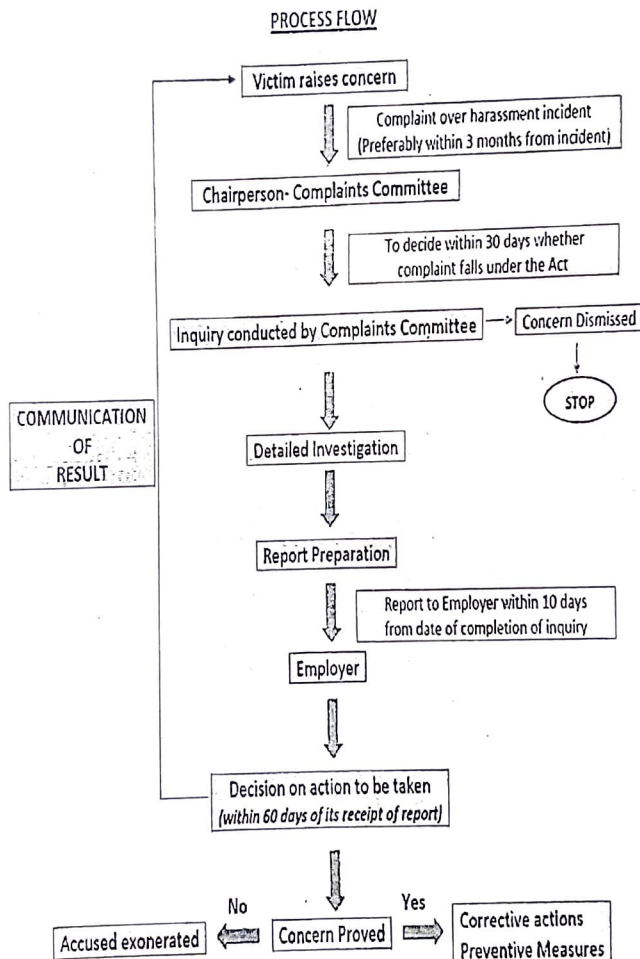 PROCESS FLOW
Victim raises concern
Complaint over harassment incident
(Preferably within 3 months from incident)
Chairperson- Complaints Committee
To decide within 30 days whether
complaint falls under the Act
Inquiry conducted by Complaints Committee
Concern Dismissed
STOP
COMMUNICATION
OF
RESULT
Detailed Investigation
Report Preparation
Report to Employer within 10 days
from date of completion of inquiry
Employer
Decision on action to be taken
(within 60 days of its receipt of report)
No
Yes
Accused exonerated
Concern Proved
Corrective actions
Preventive Measures